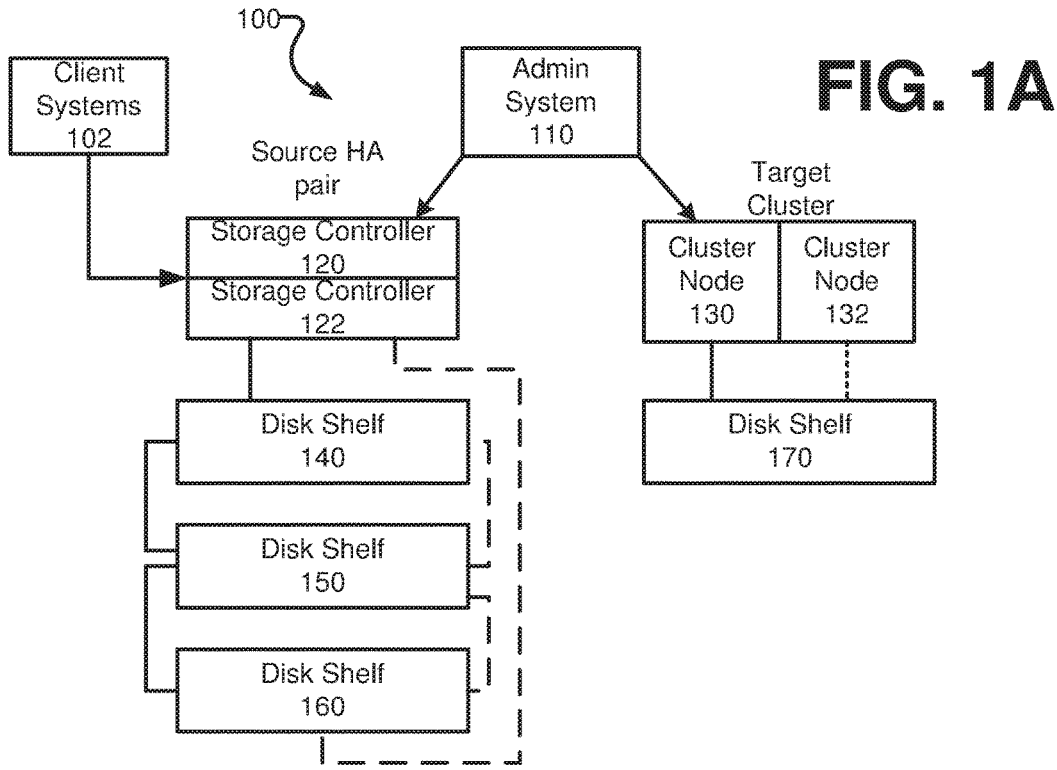 100
FIG. 1A
Client
Systems
102
Admin
System
110
Source HA
pair
Target
Cluster
Storage Controller
120
Storage Controller
122
Cluster
Node
130
Cluster
Node
132
Disk Shelf
140
Disk Shelf
170
Disk Shelf
150
Disk Shelf
160